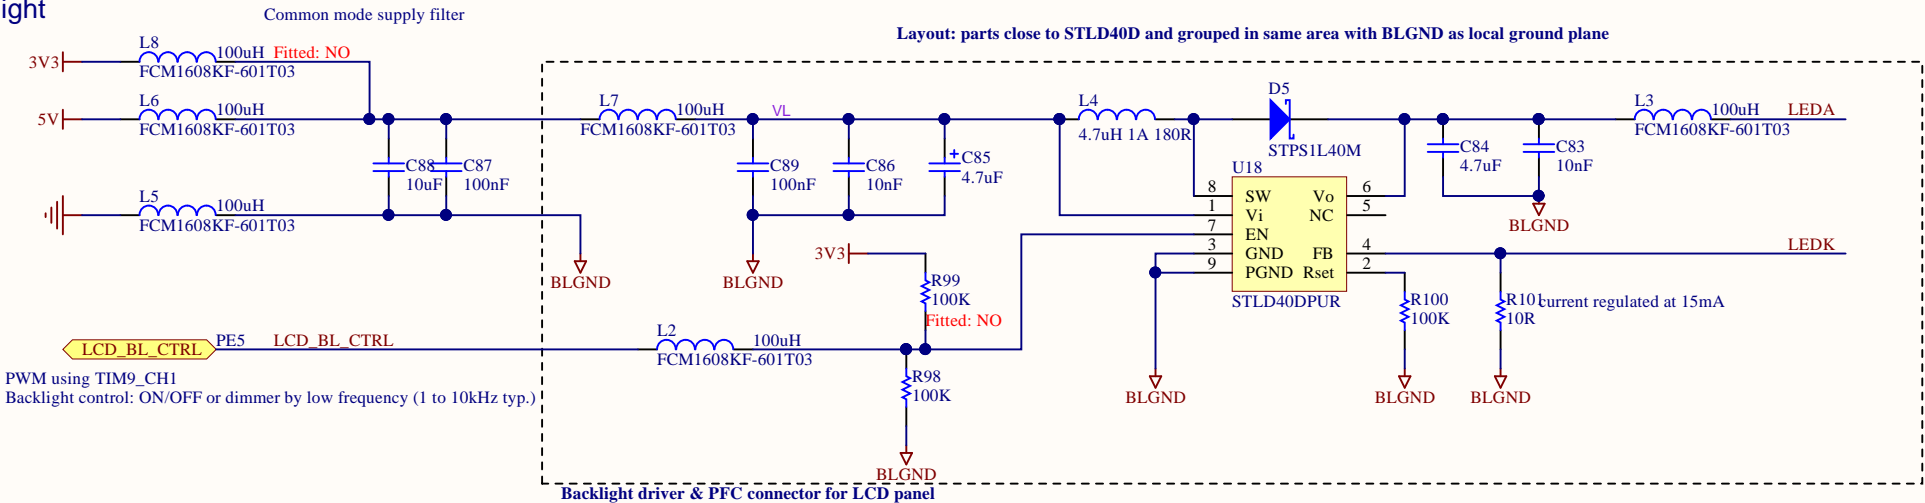 ight
Common mode supply filter
Layout: parts close to STLD40D and grouped in same area with BLGND as local ground plane
3V3
L8
100uH
Fitted: NO
FCM1608KF-601T03
5V
L6
100uH
FCM1608KF-601T03
C88
10uF
C87
100nF
L5
100uH
FCM1608KF-601T03
BLGND
L7
100uH
FCM1608KF-601T03
VL
C89
100nF
C86
10nF
+
C85
4.7uF
BLGND
L4
4.7uH 1A 180R
D5
STPS1L40M
L3
100uH
FCM1608KF-601T03
LEDA
C84
4.7uF
C83
10nF
BLGND
U18
8
SW
Vo
6
1
Vi
NC
5
7
EN
3
GND
FB
4
9
PGND
Rset
2
STLD40DPUR
LEDK
3V3
R99
100K
Fitted: NO
R100
100K
R101
10R
current regulated at 15mA
LCD_BL_CTRL
PE5
LCD_BL_CTRL
L2
100uH
FCM1608KF-601T03
R98
100K
PWM using TIM9_CH1
Backlight control: ON/OFF or dimmer by low frequency (1 to 10kHz typ.)
BLGND
BLGND
BLGND
BLGND
Backlight driver & PFC connector for LCD panel